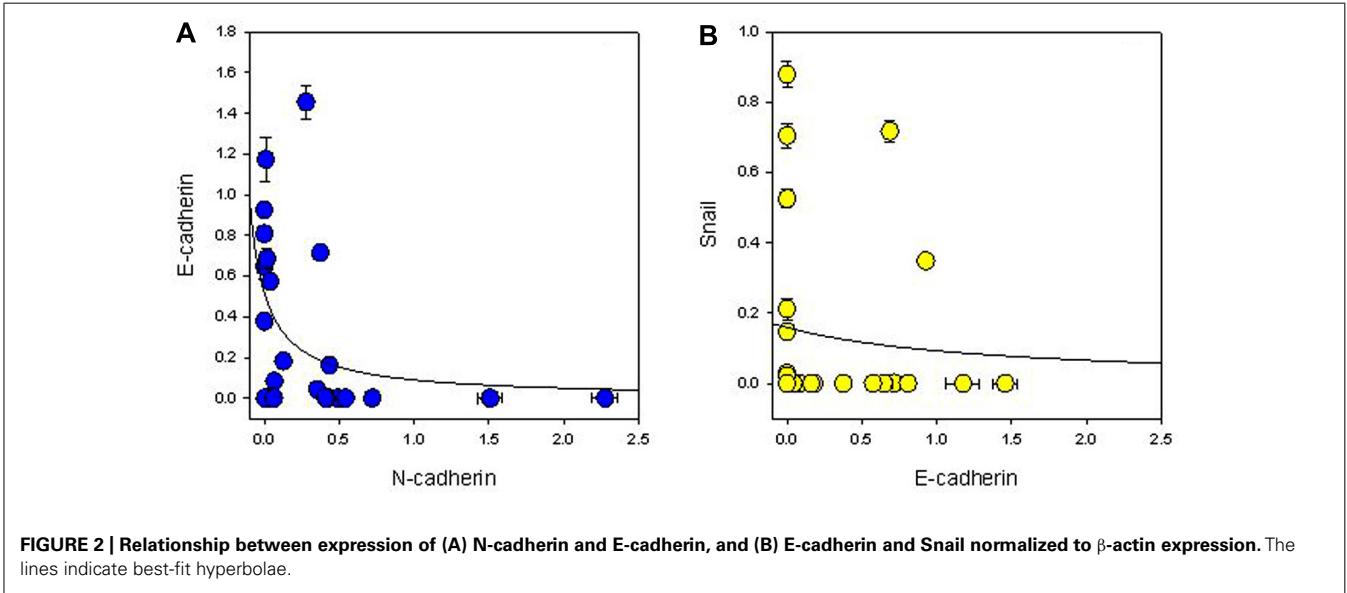 A
1.8
1.6
1.4
1.2
1.0
0.8
0.6
0.4
0.2
0.0
E-cadherin
0.0 0.5 1.0 1.5 2.0 2.5
N-cadherin
B
1.0
0.8
0.6
0.4
0.2
0.0
Snail
0.0 0.5 1.0 1.5 2.0 2.5
E-cadherin
FIGURE 2 | Relationship between expression of (A) N-cadherin and E-cadherin, and (B) E-cadherin and Snail normalized to β-actin expression. The
lines indicate best-fit hyperbolae.